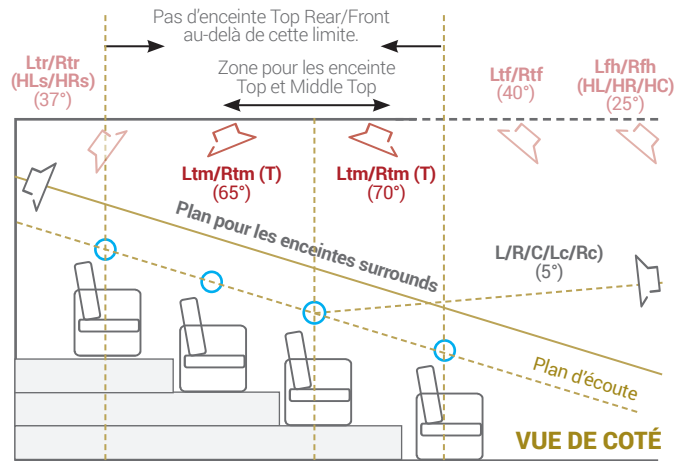 Pas d'enceinte Top Rear/Front
au-delà de cette limite.
Zone pour les enceinte
Top et Middle Top
Ltr/Rtr
(HLs/HRs)
(37°)
Ltf/Rtf
(40°)
Lfh/Rfh
(HL/HR/HC)
(25°)
Ltm/Rtm (T)
(65°)
Ltm/Rtm (T)
(70°)
Plan pour les enceintes surrounds
L/R/C/Lc/Rc)
(5°)
Plan d'écoute
VUE DE COTÉ